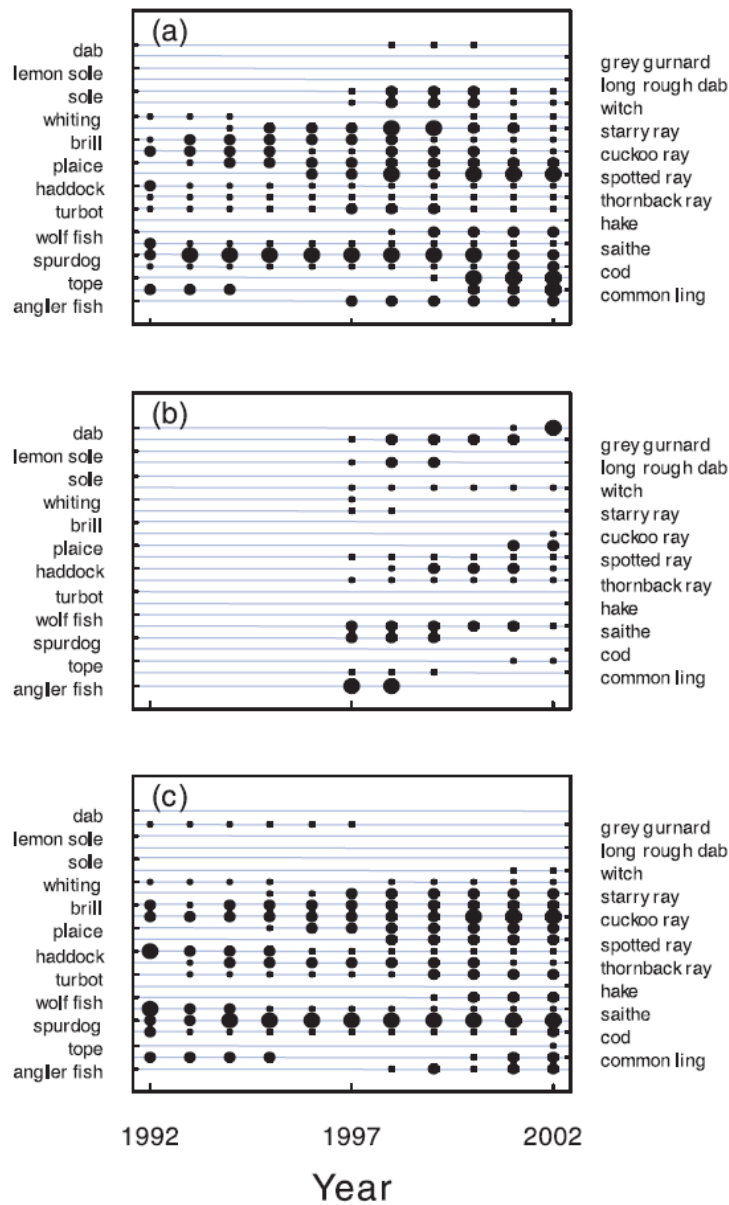 (a)
dab
grey gurnard
lemon sole
long rough dab
sole
witch
whiting
starry ray
brill
cuckoo ray
plaice
spotted ray
haddock
thornback ray
turbot
hake
wolf fish
saithe
spurdog
cod
tope
common ling
angler fish
(b)
dab
grey gurnard
lemon sole
long rough dab
sole
witch
whiting
starry ray
brill
cuckoo ray
plaice
spotted ray
haddock
thornback ray
turbot
hake
wolf fish
saithe
spurdog
cod
tope
common ling
angler fish
(c)
dab
grey gurnard
lemon sole
long rough dab
sole
witch
whiting
starry ray
brill
cuckoo ray
plaice
spotted ray
haddock
thornback ray
turbot
hake
wolf fish
saithe
spurdog
cod
tope
common ling
angler fish
1992 1997 2002
Year